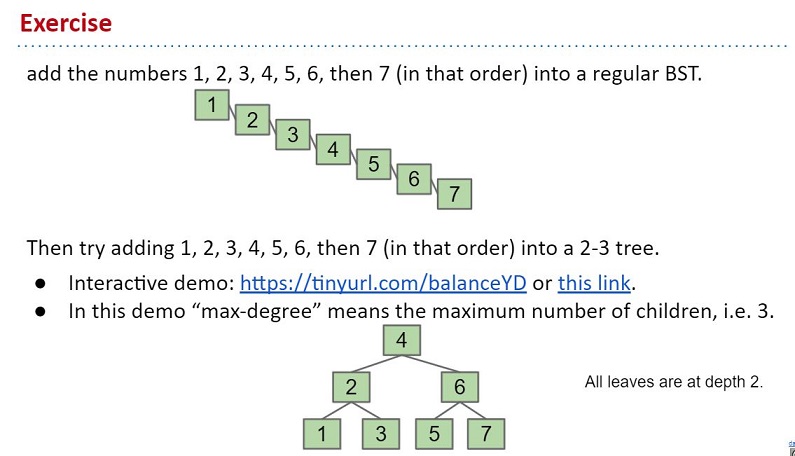 Exercise
add the numbers 1, 2, 3, 4, 5, 6, then 7 (in that order) into a regular BST.
1
2
3
4
5
6
7
Then try adding 1, 2, 3, 4, 5, 6, then 7 (in that order) into a 2-3 tree.
● Interactive demo: https://tinyurl.com/balanceYD or this link.
● In this demo “max-degree” means the maximum number of children, i.e. 3.
4
2 6
All leaves are at depth 2.
1 3 5 7